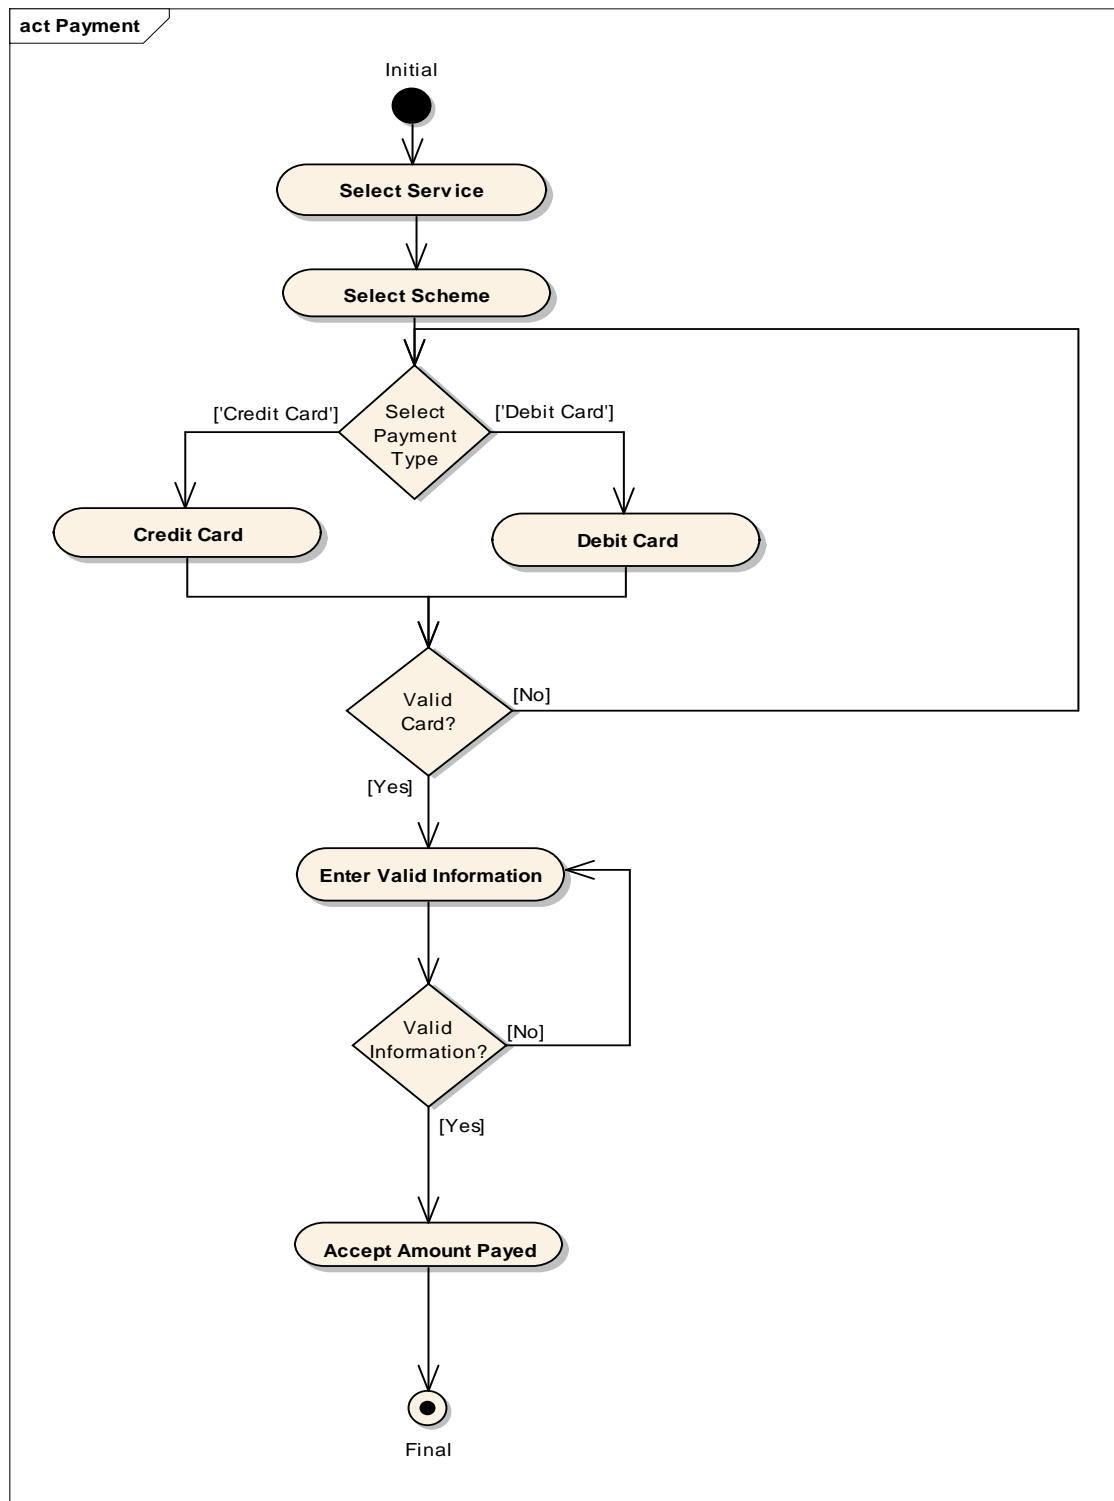 act Payment
Initial
Select Service
Select Scheme
['Credit Card']
['Debit Card']
Select
Payment
Type
Credit Card
Debit Card
Valid
Card?
[No]
[Yes]
Enter Valid Information
Valid
Information?
[No]
[Yes]
Accept Amount Payed
Final